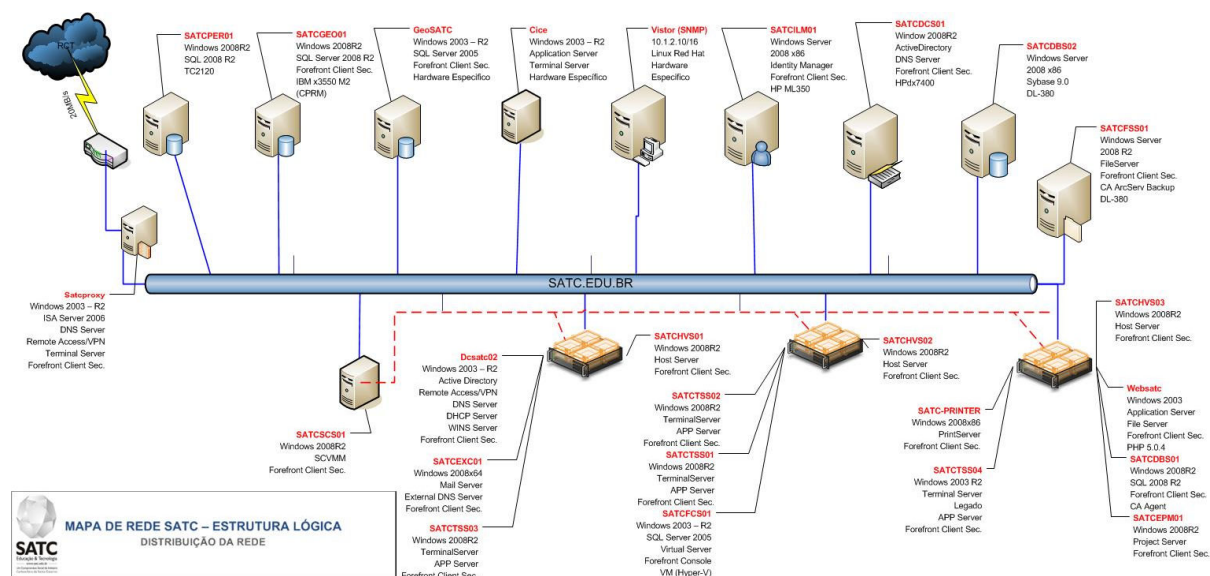 RCT
20MB/s
SATCPER01
Windows 2008R2
SQL 2008 R2
TC2120
SATCGEO01
Windows 2008R2
SQL Server 2008 R2
Forefront Client Sec.
IBM x3550 M2
(CPRM)
GeoSATC
Windows 2003 – R2
SQL Server 2005
Forefront Client Sec.
Hardware Específico
Cice
Windows 2003 – R2
Application Server
Terminal Server
Hardware Específico
Vistor (SNMP)
10.1.2.10/16
Linux Red Hat
Hardware
Específico
SATCILM01
Windows Server
2008 x86
Identity Manager
Forefront Client Sec.
HP ML350
SATCDCS01
Window 2008R2
ActiveDirectory
DNS Server
Forefront Client Sec.
HPdx7400
SATCDBS02
Windows Server
2008 x86
Sybase 9.0
DL-380
SATCFSS01
Windows Server
2008 R2
FileServer
Forefront Client Sec.
CA ArcServ Backup
DL-380
SATC.EDU.BR
Satcproxy
Windows 2003 – R2
ISA Server 2006
DNS Server
Remote Access/VPN
Terminal Server
Forefront Client Sec.
SATCSCS01
Windows 2008R2
SCVMM
Forefront Client Sec.
Dcsatc02
Windows 2003 – R2
Active Directory
Remote Access/VPN
DNS Server
DHCP Server
WINS Server
Forefront Client Sec.
SATCEXC01
Windows 2008x64
Mail Server
External DNS Server
Forefront Client Sec.
SATCTSS03
Windows 2008R2
TerminalServer
APP Server
Forefront Client Sec.
SATCHVS01
Windows 2008R2
Host Server
Forefront Client Sec.
SATCTSS02
Windows 2008R2
TerminalServer
APP Server
Forefront Client Sec.
SATCTSS01
Windows 2008R2
TerminalServer
APP Server
Forefront Client Sec.
SATCFCS01
Windows 2003 – R2
SQL Server 2005
Virtual Server
Forefront Console
VM (Hyper-V)
SATCHVS02
Windows 2008R2
Host Server
Forefront Client Sec.
SATC-PRINTER
Windows 2008x86
PrintServer
Forefront Client Sec.
SATCTSS04
Windows 2003 R2
Terminal Server
Legado
APP Server
Forefront Client Sec.
SATCHVS03
Windows 2008R2
Host Server
Forefront Client Sec.
Websatc
Windows 2003
Application Server
File Server
Forefront Client Sec.
PHP 5.0.4
SATCDBS01
Windows 2008R2
SQL 2008 R2
Forefront Client Sec.
CA Agent
SATCEPM01
Windows 2008R2
Project Server
Forefront Client Sec.
SATC
Educação & Tecnologia
MAPA DE REDE SATC – ESTRUTURA LÓGICA
DISTRIBUIÇÃO DA REDE